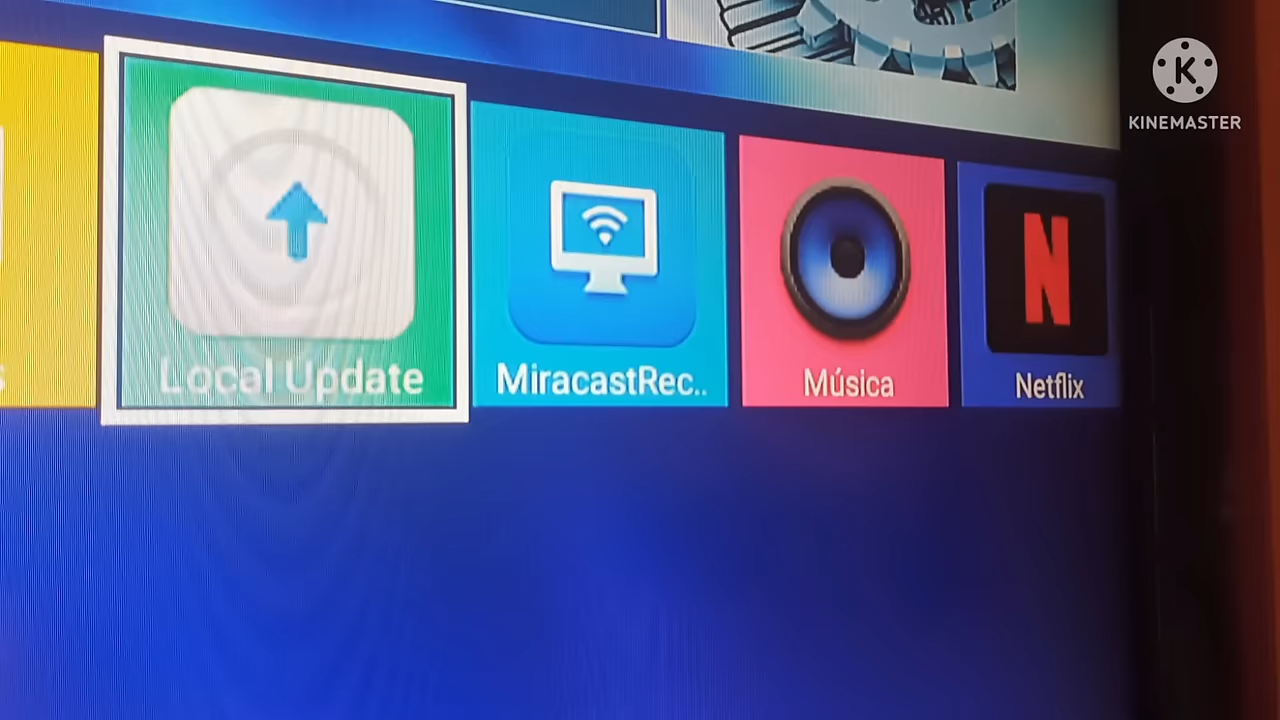 K
KINEMASTER
s
Local Update
MiracastRec..
Música
N
Netflix